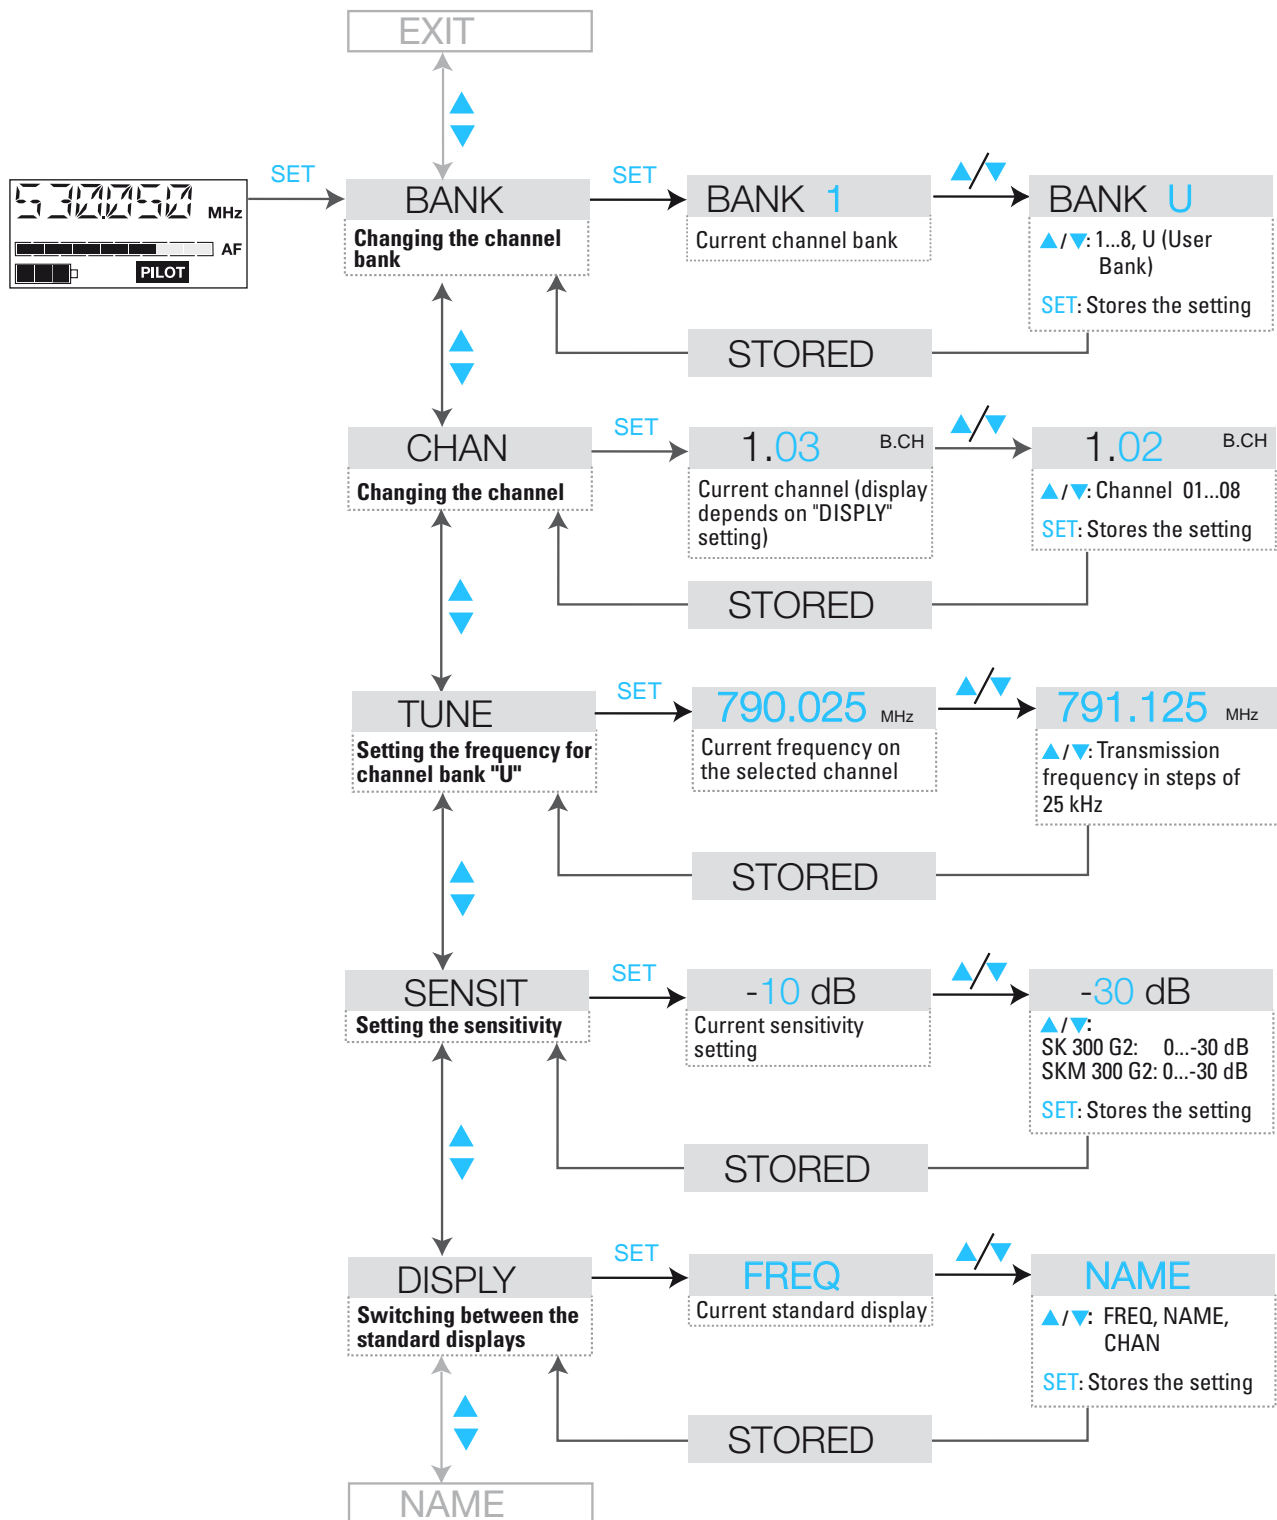 EXIT
530.050 MHz
AF
PILOT
SET
BANK
Changing the channel
bank
SET
BANK 1
Current channel bank
▲/▼
BANK U
▲/▼: 1...8, U (User
Bank)
SET: Stores the setting
STORED
▲
▼
CHAN
Changing the channel
SET
1.03 B.CH
Current channel (display
depends on "DISPLY"
setting)
▲/▼
1.02 B.CH
▲/▼: Channel 01...08
SET: Stores the setting
STORED
TUNE
Setting the frequency for
channel bank "U"
SET
790.025 MHz
Current frequency on
the selected channel
▲/▼
791.125 MHz
▲/▼: Transmission
frequency in steps of
25 kHz
STORED
SENSIT
Setting the sensitivity
SET
-10 dB
Current sensitivity
setting
▲/▼
-30 dB
▲/▼:
SK 300 G2: 0...-30 dB
SKM 300 G2: 0...-30 dB
SET: Stores the setting
STORED
DISPLY
Switching between the
standard displays
SET
FREQ
Current standard display
▲/▼
NAME
▲/▼: FREQ, NAME,
CHAN
SET: Stores the setting
STORED
NAME